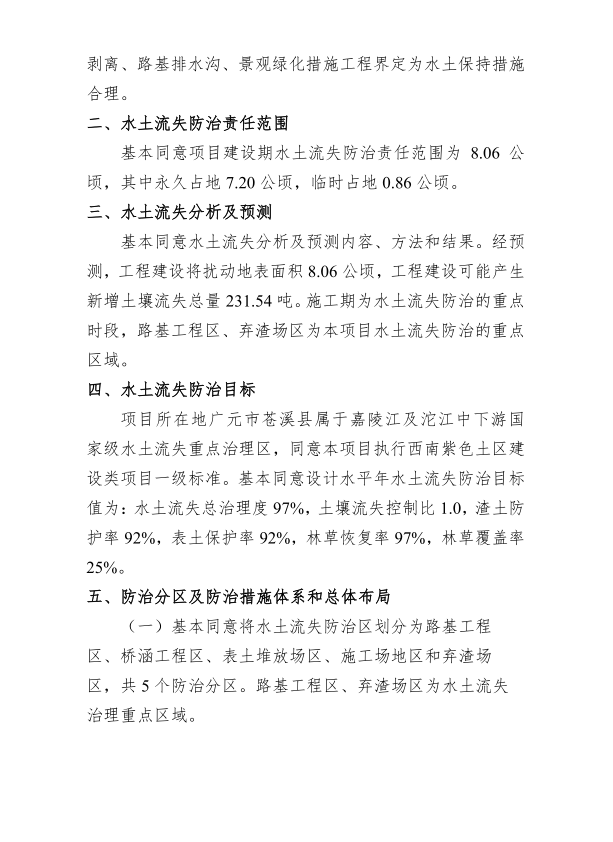 剥离、路基排水沟、景观绿化措施工程界定为水土保持措施
合理。
二、水土流失防治责任范围
基本同意项目建设期水土流失防治责任范围为 8.06 公
顷，其中永久占地 7.20 公顷，临时占地 0.86 公顷。
三、水土流失分析及预测
基本同意水土流失分析及预测内容、方法和结果。经预
测，工程建设将扰动地表面积 8.06 公顷，工程建设可能产生
新增土壤流失总量 231.54 吨。施工期为水土流失防治的重点
时段，路基工程区、弃渣场区为本项目水土流失防治的重点
区域。
四、水土流失防治目标
项目所在地广元市苍溪县属于嘉陵江及沱江中下游国
家级水土流失重点治理区，同意本项目执行西南紫色土区建
设类项目一级标准。基本同意设计水平年水土流失防治目标
值为：水土流失总治理度 97%，土壤流失控制比 1.0，渣土防
护率 92%，表土保护率 92%，林草恢复率 97%，林草覆盖率
25%。
五、防治分区及防治措施体系和总体布局
（一）基本同意将水土流失防治区划分为路基工程
区、桥涵工程区、表土堆放场区、施工场地区和弃渣场
区，共 5 个防治分区。路基工程区、弃渣场区为水土流失
治理重点区域。